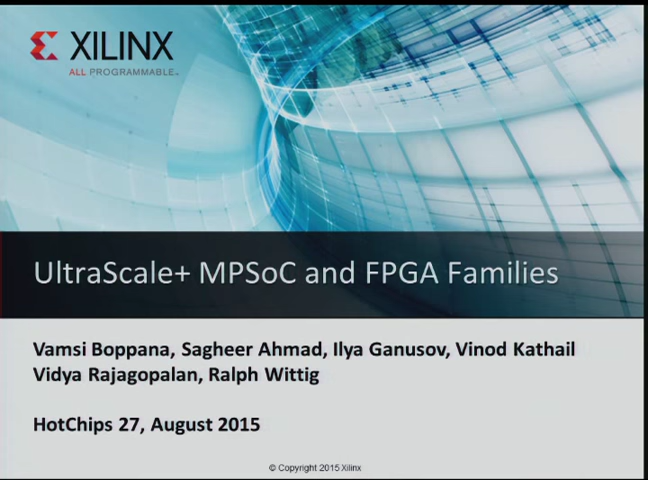 XILINX
ALL PROGRAMMABLE™
UltraScale+ MPSoC and FPGA Families
Vamsi Boppana, Sagheer Ahmad, Ilya Ganusov, Vinod Kathail
Vidya Rajagopalan, Ralph Wittig
HotChips 27, August 2015
© Copyright 2015 Xilinx